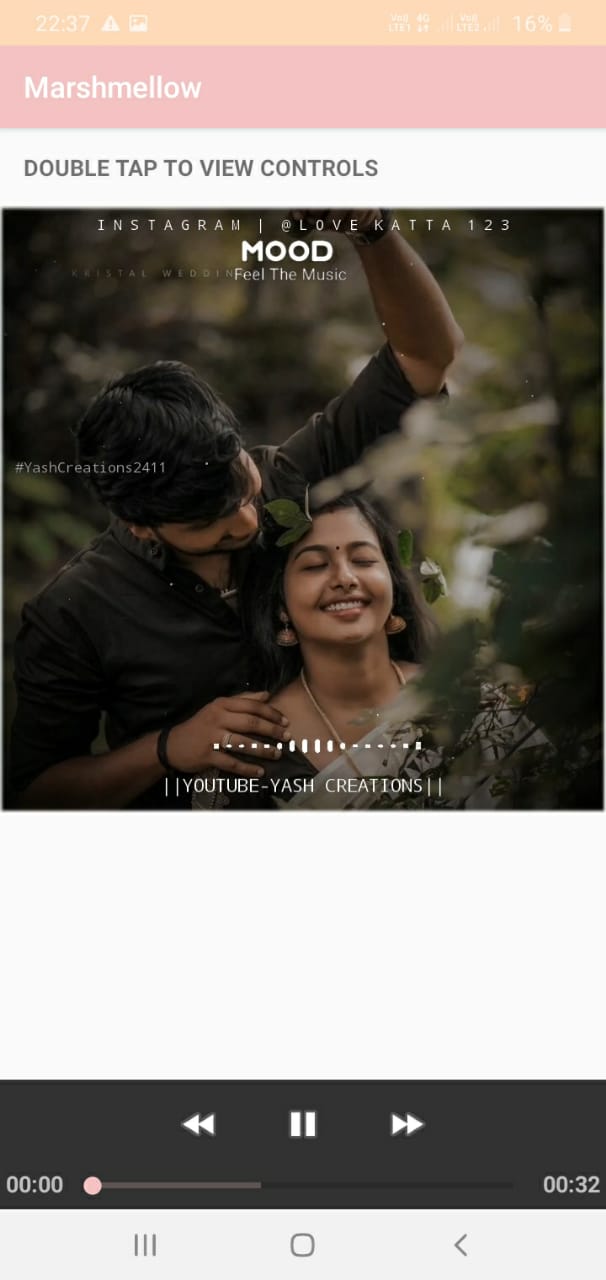 22:37 Vo)) LTE1 4G Vo)) LTE2 16%
Marshmellow
DOUBLE TAP TO VIEW CONTROLS
INSTAGRAM | @LOVE KATTA 123
MOOD
KRISTAL WEDDING
Feel The Music
#YashCreations2411
||YOUTUBE-YASH CREATIONS||
00:00 00:32